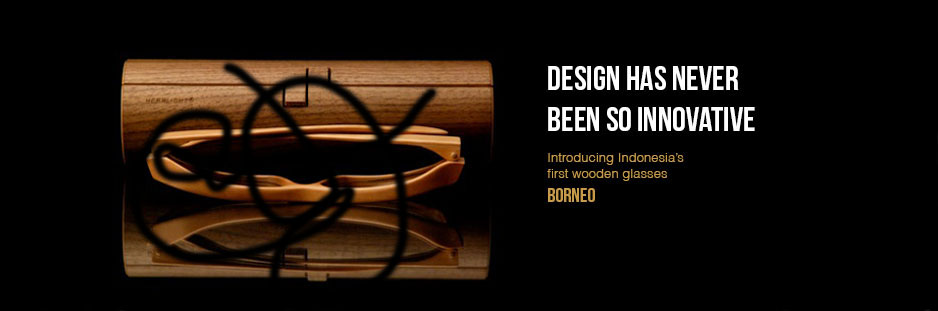 DESIGN HAS NEVER
BEEN SO INNOVATIVE
Introducing Indonesia's
first wooden glasses
BORNEO